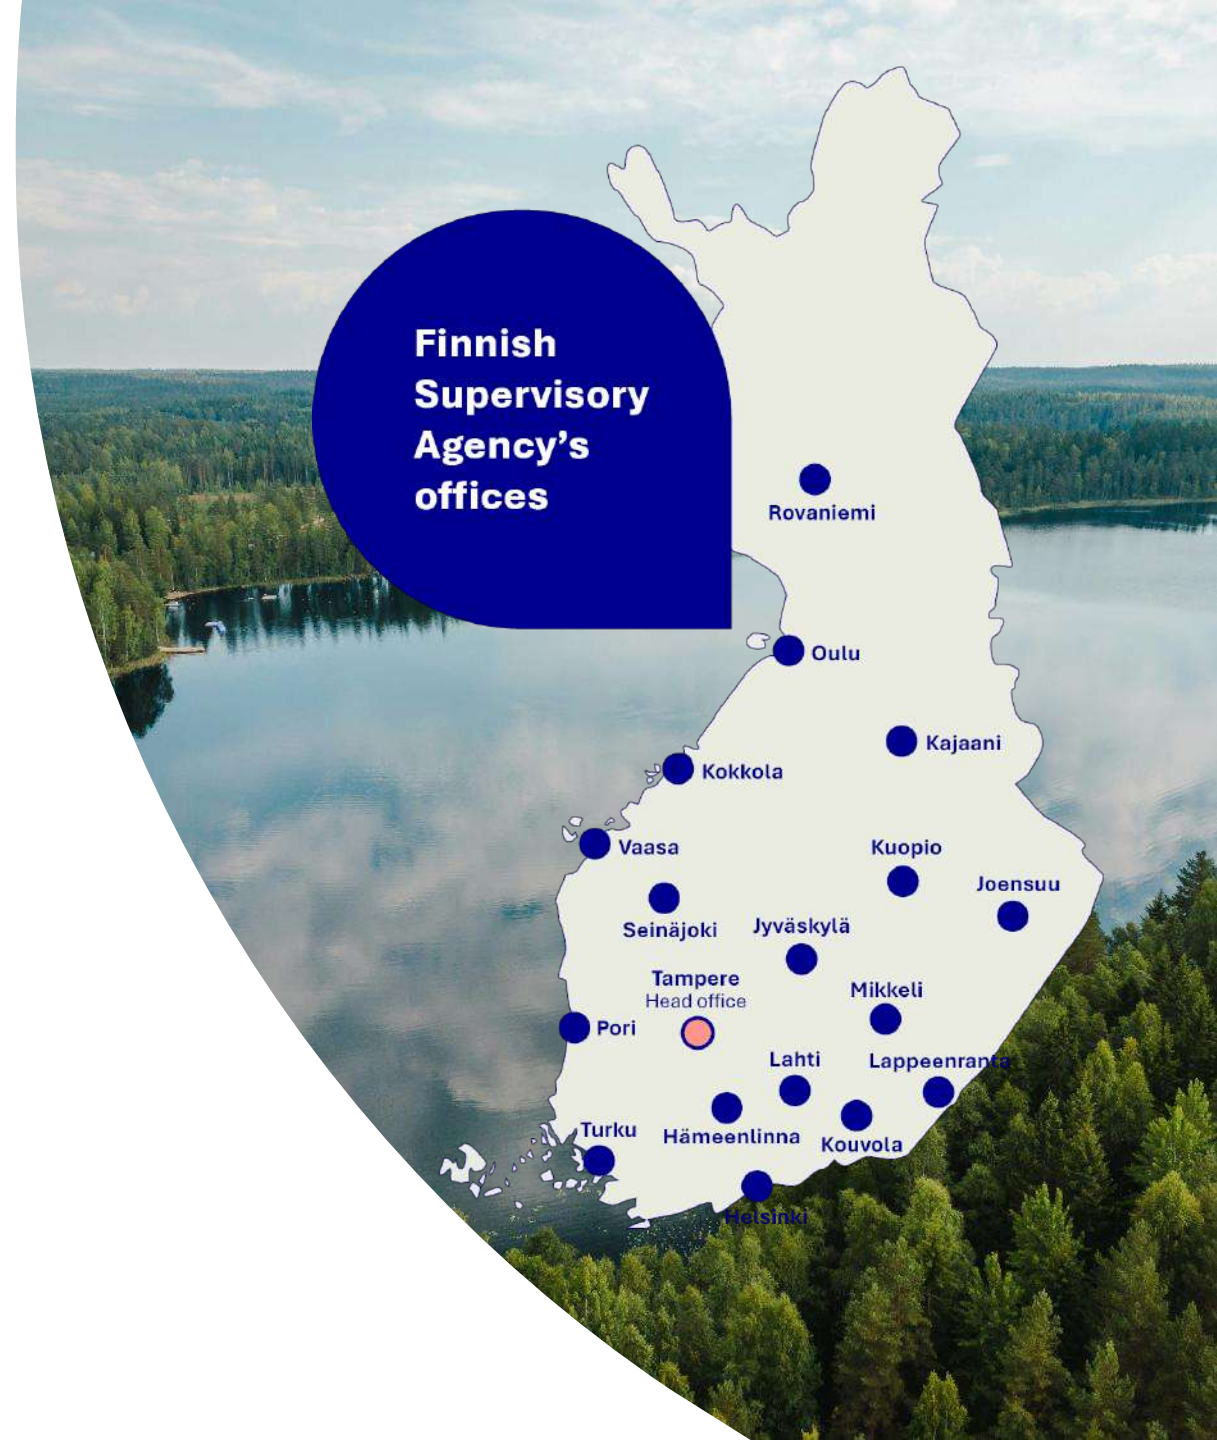 Finnish
Supervisory
Agency’s
offices
Rovaniemi
Oulu
Kajaani
Kokkola
Vaasa
Kuopio
Joensuu
Seinäjoki
Jyväskylä
Tampere
Head office
Mikkeli
Pori
Lahti
Lappeenranta
Turku
Hämeenlinna
Kouvola
Helsinki